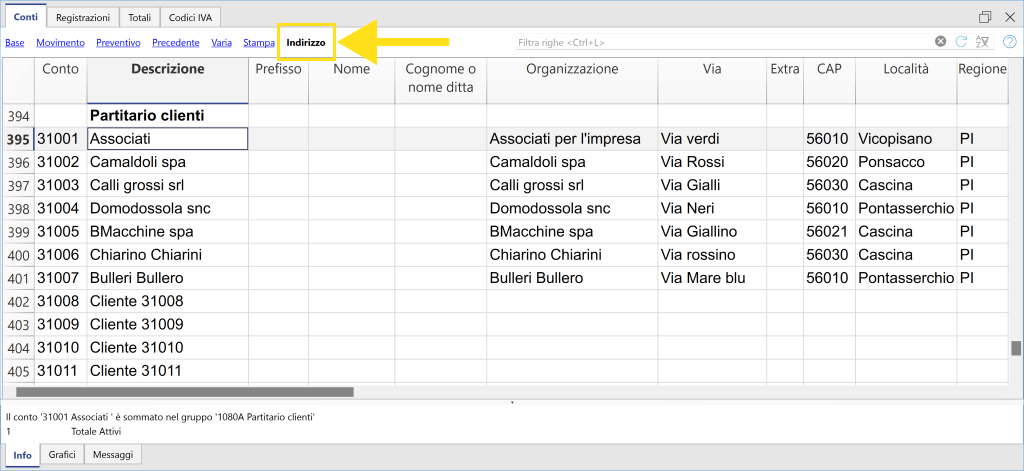 Conti Registrazioni Totali Codici IVA
Base Movimento Preventivo Precedente Varia Stampa Indirizzo Filtra righe <Ctrl+L>
Conto Descrizione Prefisso Nome Cognome o nome ditta Organizzazione Via Extra CAP Località Regione
394 Partitario clienti
395 31001 Associati Associati per l'impresa Via verdi 56010 Vicopisano PI
396 31002 Camaldoli spa Camaldoli spa Via Rossi 56020 Ponsacco PI
397 31003 Calli grossi srl Calli grossi srl Via Gialli 56030 Cascina PI
398 31004 Domodossola snc Domodossola snc Via Neri 56010 Pontasserchio PI
399 31005 BMacchine spa BMacchine spa Via Giallino 56021 Cascina PI
400 31006 Chiarino Chiarini Chiarino Chiarini Via rossino 56030 Cascina PI
401 31007 Bulleri Bullero Bulleri Bullero Via Mare blu 56010 Pontasserchio PI
402 31008 Cliente 31008
403 31009 Cliente 31009
404 31010 Cliente 31010
405 31011 Cliente 31011
Il conto '31001 Associati ' è sommato nel gruppo '1080A Partitario clienti'
1 Totale Attivi
Info Grafici Messaggi